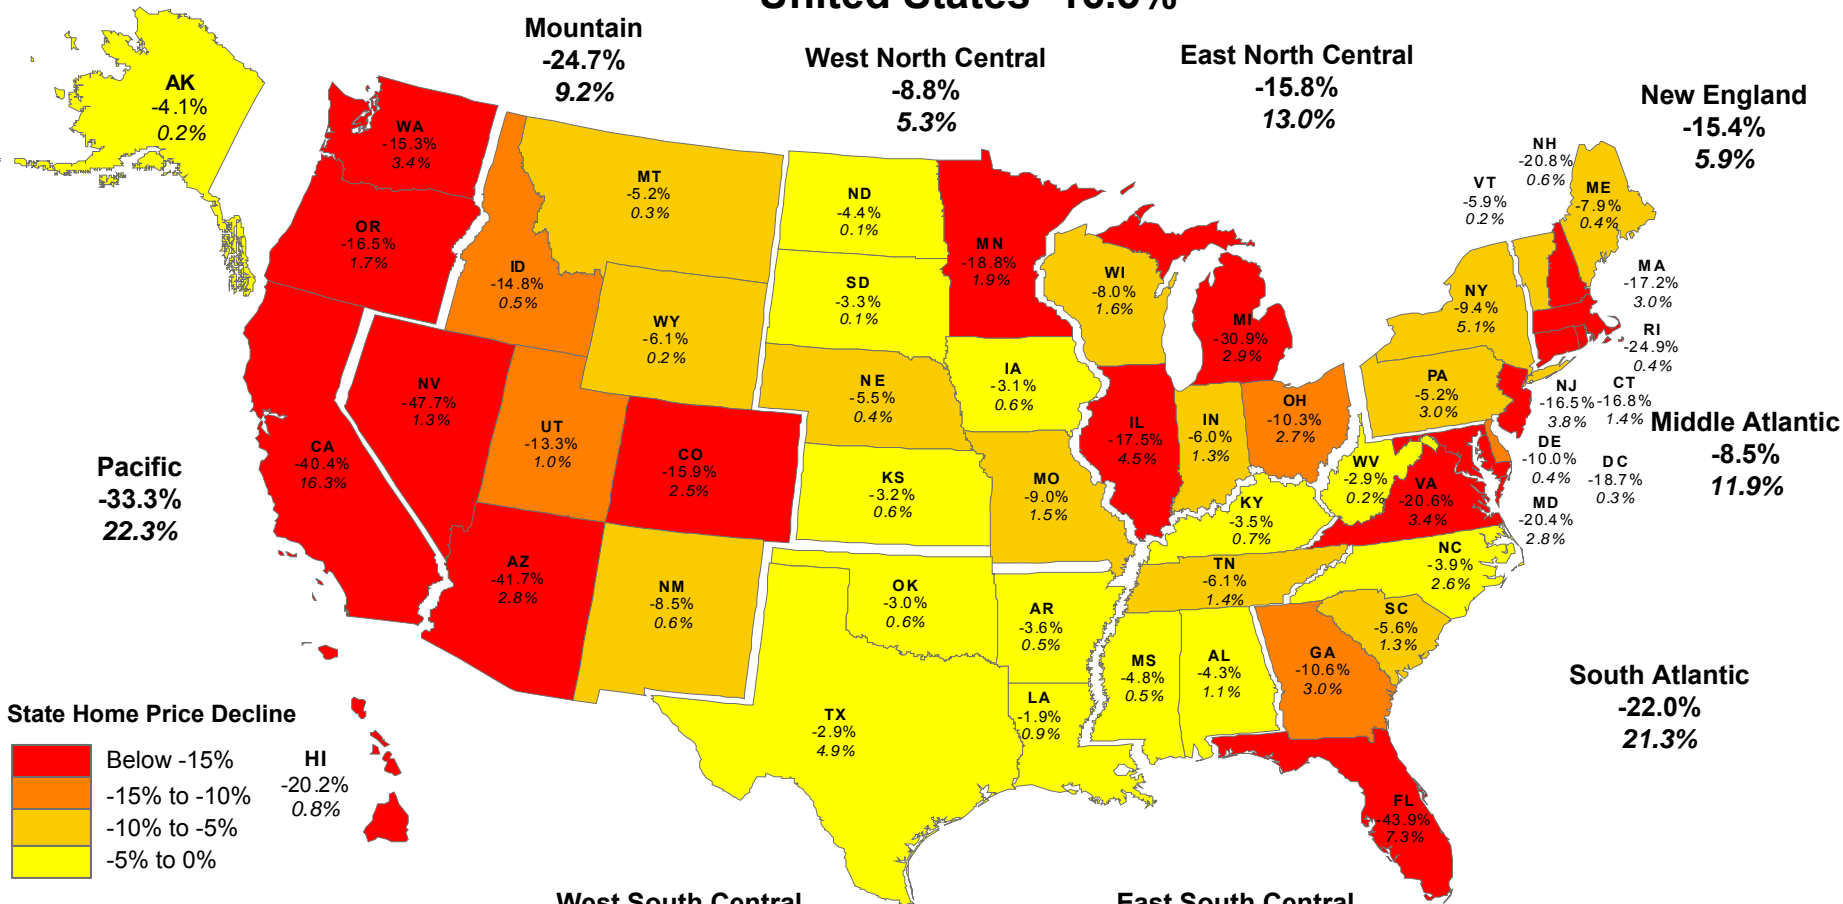 Mountain
-24.7%
9.2%
West North Central
-8.8%
5.3%
East North Central
-15.8%
13.0%
New England
-15.4%
5.9%
AK
-4.1%
0.2%
WA
-15.3%
3.4%
OR
-16.5%
1.7%
ID
-14.8%
0.5%
MT
-5.2%
0.3%
WY
-6.1%
0.2%
ND
-4.4%
0.1%
SD
-3.3%
0.1%
NE
-5.5%
0.4%
KS
-3.2%
0.6%
MN
-18.8%
1.9%
IA
-3.1%
0.6%
MO
-9.0%
1.5%
WI
-8.0%
1.6%
MI
-30.9%
2.9%
IL
-17.5%
4.5%
IN
-6.0%
1.3%
OH
-10.3%
2.7%
NH
-20.8%
0.6%
VT
-5.9%
0.2%
ME
-7.9%
0.4%
MA
-17.2%
3.0%
RI
-24.9%
0.4%
CT
-16.8%
1.4%
NY
-9.4%
5.1%
PA
-5.2%
3.0%
NJ
-16.5%
3.8%
Middle Atlantic
-8.5%
11.9%
DE
-10.0%
0.4%
DC
-18.7%
0.3%
MD
-20.4%
2.8%
WV
-2.9%
0.2%
VA
-20.6%
3.4%
NC
-3.9%
2.6%
SC
-5.6%
1.3%
GA
-10.6%
3.0%
FL
-43.9%
7.3%
South Atlantic
-22.0%
21.3%
KY
-3.5%
0.7%
TN
-6.1%
1.4%
MS
-4.8%
0.5%
AL
-4.3%
1.1%
OK
-3.0%
0.6%
AR
-3.6%
0.5%
LA
-1.9%
0.9%
TX
-2.9%
4.9%
NV
-47.7%
1.3%
UT
-13.3%
1.0%
CO
-15.9%
2.5%
AZ
-41.7%
2.8%
NM
-8.5%
0.6%
CA
-40.4%
16.3%
Pacific
-33.3%
22.3%
HI
-20.2%
0.8%
State Home Price Decline
Below -15%
-15% to -10%
-10% to -5%
-5% to 0%
West South Central
East South Central